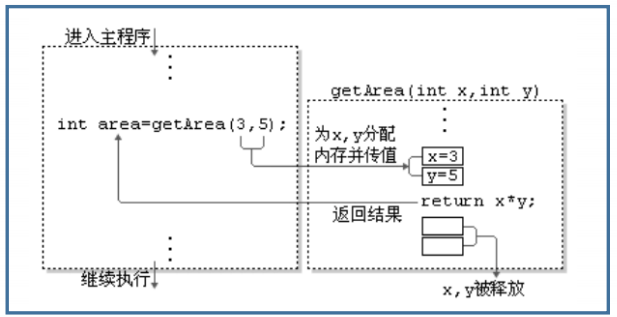 进入主程序
int area=getArea(3,5);
继续执行
getArea(int x,int y)
为x,y分配
内存并传值
x=3
y=5
return x*y;
返回结果
x,y被释放